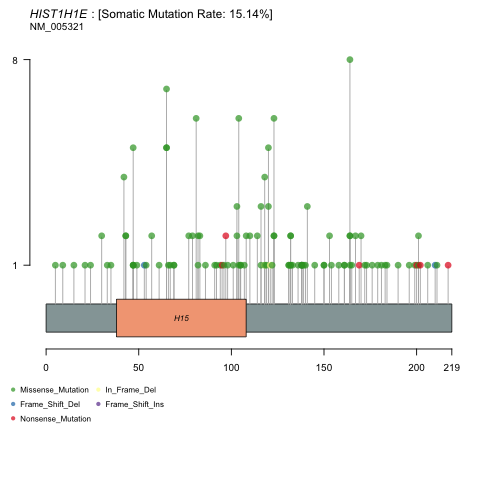 HIST1H1E : [Somatic Mutation Rate: 15.14%]
NM_005321
8
1
H15
0 50 100 150 200 219
Missense_Mutation In_Frame_Del
Frame_Shift_Del Frame_Shift_Ins
Nonsense_Mutation